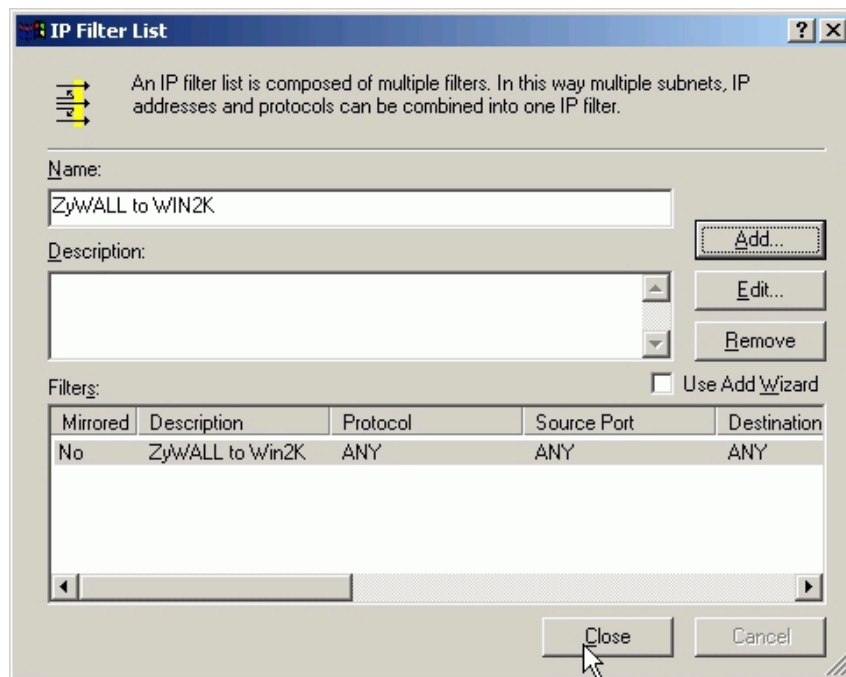 IP Filter List
An IP filter list is composed of multiple filters. In this way multiple subnets, IP
addresses and protocols can be combined into one IP filter.
Name:
ZyWALL to WIN2K
Add...
Description:
Edit...
Remove
Filters:
Use Add Wizard
Mirrored Description Protocol Source Port Destination
No ZyWALL to Win2K ANY ANY ANY
Close Cancel